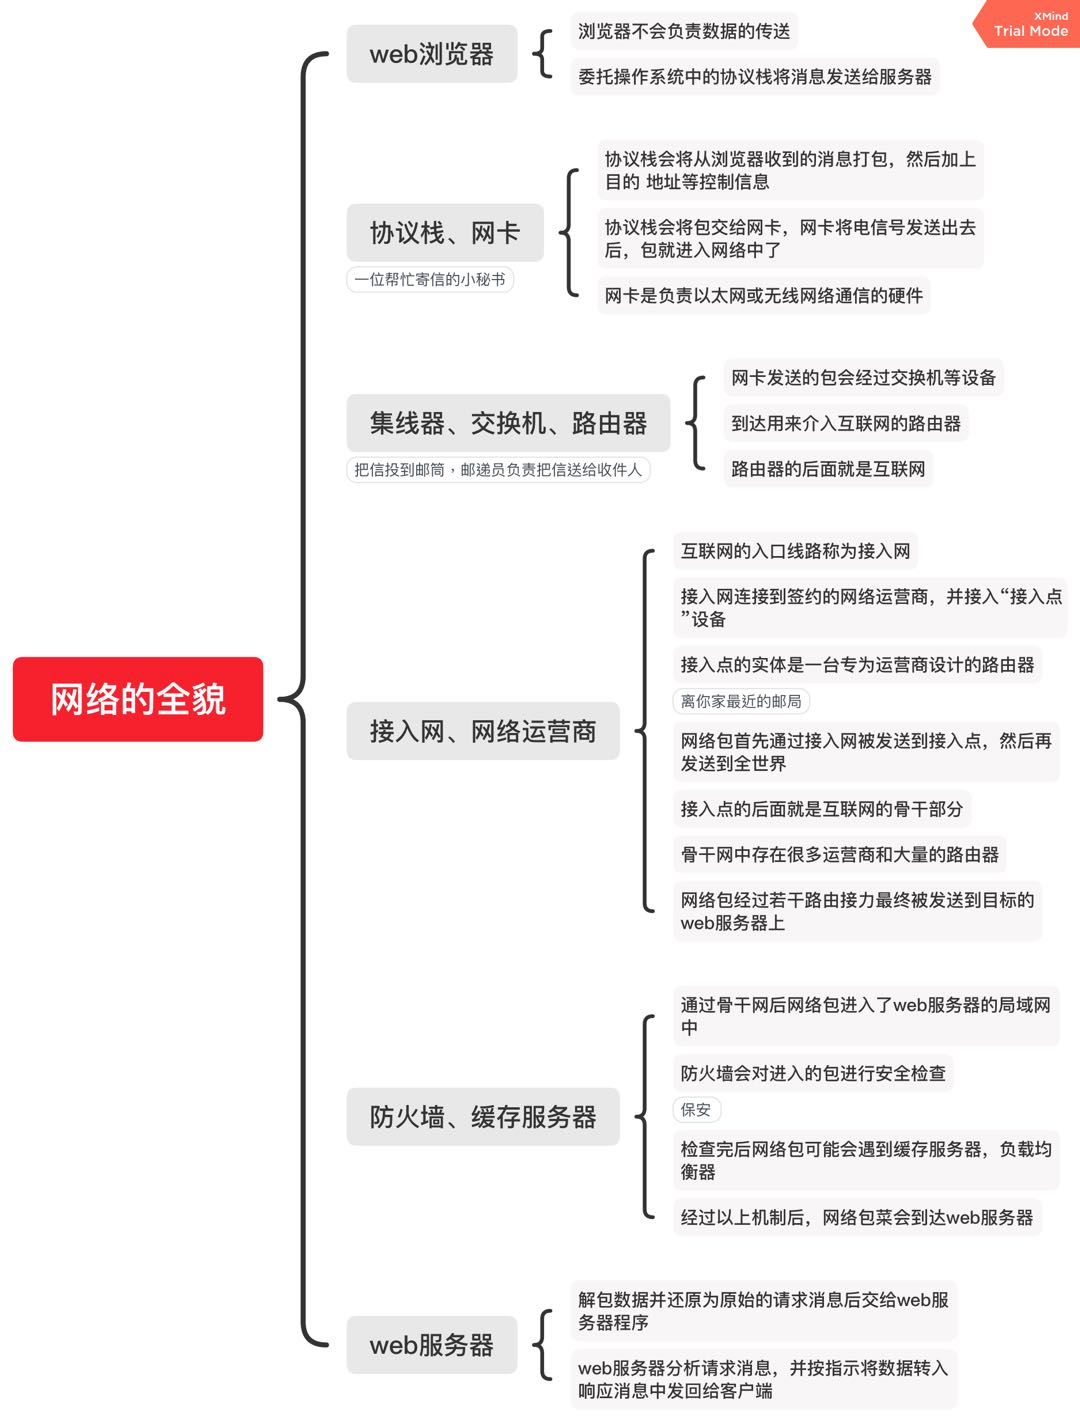 XMind
Trial Mode
网络的全貌
web浏览器
浏览器不会负责数据的传送
委托操作系统中的协议栈将消息发送给服务器
协议栈、网卡
一位帮忙寄信的小秘书
协议栈会将从浏览器收到的消息打包，然后加上
目的 地址等控制信息
协议栈会将包交给网卡，网卡将电信号发送出去
后，包就进入网络中了
网卡是负责以太网或无线网络通信的硬件
集线器、交换机、路由器
把信投到邮筒，邮递员负责把信送给收件人
网卡发送的包会经过交换机等设备
到达用来介入互联网的路由器
路由器的后面就是互联网
接入网、网络运营商
互联网的入口线路称为接入网
接入网连接到签约的网络运营商，并接入“接入点
”设备
接入点的实体是一台专为运营商设计的路由器
离你家最近的邮局
网络包首先通过接入网被发送到接入点，然后再
发送到全世界
接入点的后面就是互联网的骨干部分
骨干网中存在很多运营商和大量的路由器
网络包经过若干路由接力最终被发送到目标的
web服务器上
防火墙、缓存服务器
通过骨干网后网络包进入了web服务器的局域网
中
防火墙会对进入的包进行安全检查
保安
检查完后网络包可能会遇到缓存服务器，负载均
衡器
经过以上机制后，网络包菜会到达web服务器
web服务器
解包数据并还原为原始的请求消息后交给web服
务器程序
web服务器分析请求消息，并按指示将数据转入
响应消息中发回给客户端